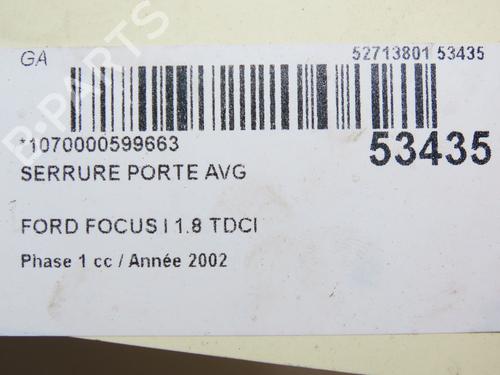 GA
52713801 53435
*1070000599663
53435
SERRURE PORTE AVG
FORD FOCUS I 1.8 TDCI
Phase 1 cc / Année 2002
B-PARTS